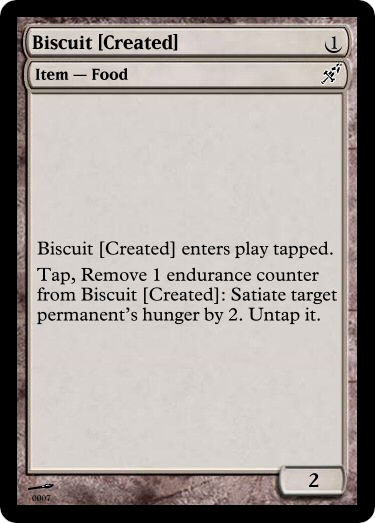 Biscuit [Created] 1
Item — Food
Biscuit [Created] enters play tapped.
Tap, Remove 1 endurance counter
from Biscuit [Created]: Satiate target
permanent's hunger by 2. Untap it.
2
0007